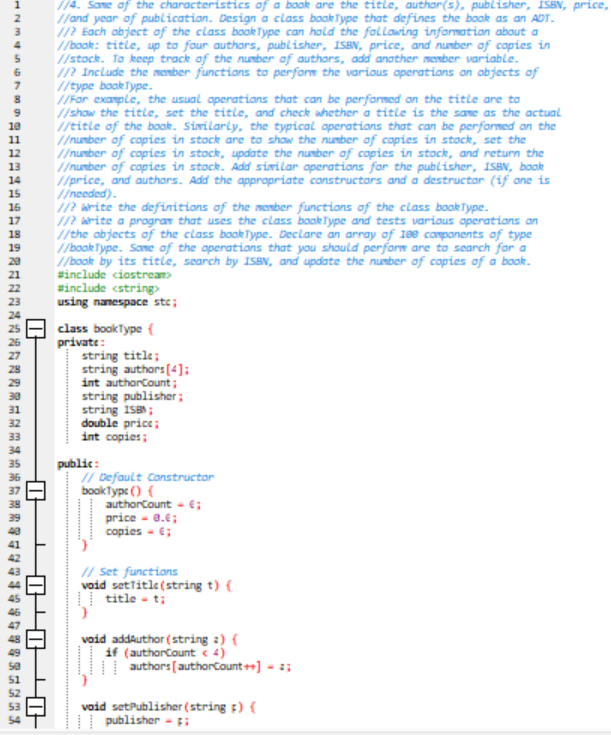 1 //4. Some of the characteristics of a book are the title, author(s), publisher, ISBN, price,
2 //and year of publication. Design a class bookType that defines the book as an ADT.
3 //? Each object of the class bookType can hold the following information about a
4 //book: title, up to four authors, publisher, ISBN, price, and number of copies in
5 //stock. To keep track of the number of authors, add another member variable.
6 //? Include the member functions to perform the various operations on objects of
7 //type bookType.
8 //For example, the usual operations that can be performed on the title are to
9 //show the title, set the title, and check whether a title is the same as the actual
10 //title of the book. Similarly, the typical operations that can be performed on the
11 //number of copies in stock are to show the number of copies in stock, set the
12 //number of copies in stock, update the number of copies in stock, and return the
13 //number of copies in stock. Add similar operations for the publisher, ISBN, book
14 //price, and authors. Add the appropriate constructors and a destructor (if one is
15 //needed).
16 //? Write the definitions of the member functions of the class bookType.
17 //? Write a program that uses the class bookType and tests various operations on
18 //the objects of the class bookType. Declare an array of 100 components of type
19 //bookType. Some of the operations that you should perform are to search for a
20 //book by its title, search by ISBN, and update the number of copies of a book.
21 #include <iostream>
22 #include <string>
23 using namespace std;
24
25 class bookType {
26 private:
27 string title;
28 string authors[4];
29 int authorCount;
30 string publisher;
31 string ISBN;
32 double price;
33 int copies;
34
35 public:
36 // Default Constructor
37 bookType() {
38 authorCount = 0;
39 price = 0.0;
40 copies = 0;
41 }
42
43 // Set functions
44 void setTitle(string t) {
45 title = t;
46 }
47
48 void addAuthor(string a) {
49 if (authorCount < 4)
50 authors[authorCount++] = a;
51 }
52
53 void setPublisher(string p) {
54 publisher = p;